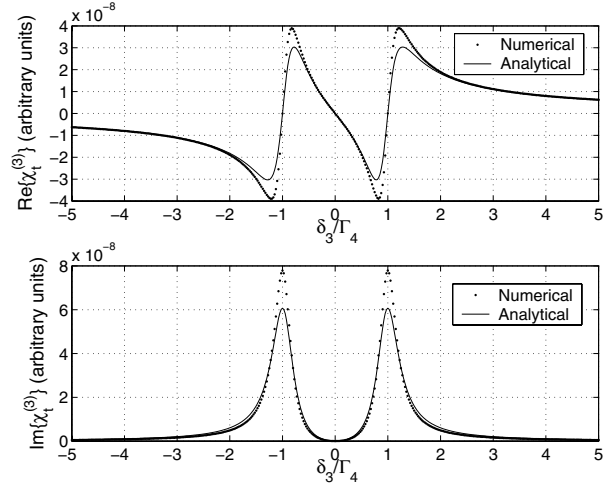 x 10⁻⁸
4
3
2
1
0
−1
−2
−3
−4
Re{χₜ⁽³⁾} (arbitrary units)
Numerical
Analytical
−5 −4 −3 −2 −1 0 1 2 3 4 5
δ₃/Γ₄
x 10⁻⁸
8
6
4
2
0
Im{χₜ⁽³⁾} (arbitrary units)
Numerical
Analytical
−5 −4 −3 −2 −1 0 1 2 3 4 5
δ₃/Γ₄